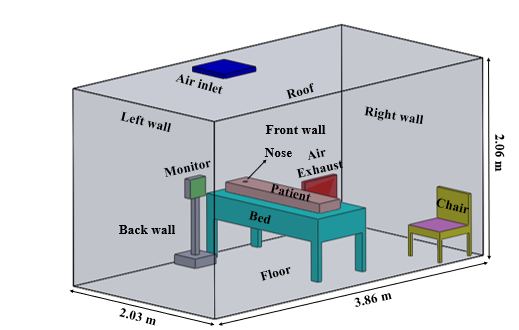 Air inlet
Roof
Left wall
Right wall
Front wall
Nose
Air
Exhaust
Monitor
Patient
Chair
Bed
Back wall
Floor
2.06 m
2.03 m
3.86 m